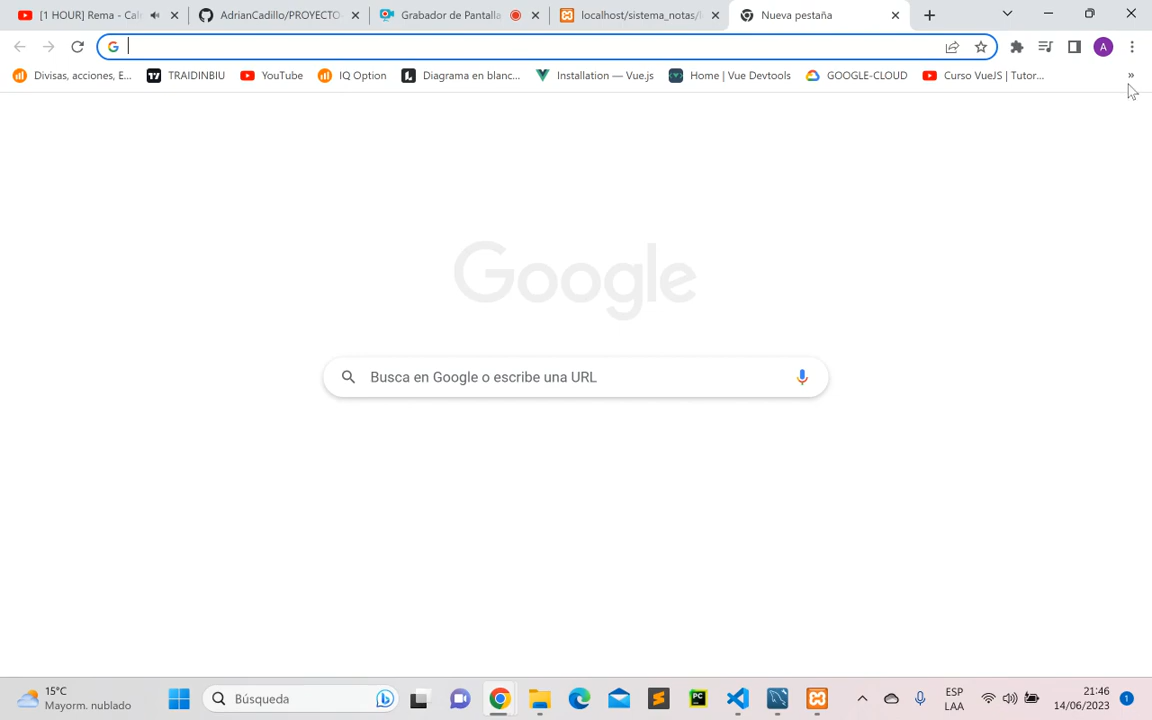 [1 HOUR] Rema - Cal
AdrianCadillo/PROYECTO-
Grabador de Pantalla
localhost/sistema_notas/
Nueva pestaña
A
Divisas, acciones, E...
TRAIDINBIU
YouTube
IQ Option
Diagrama en blanc...
Installation — Vue.js
Home | Vue Devtools
GOOGLE-CLOUD
Curso VueJS | Tutor...
»
Google
Busca en Google o escribe una URL
15°C
Mayorm. nublado
Búsqueda
ESP
LAA
21:46
14/06/2023
1